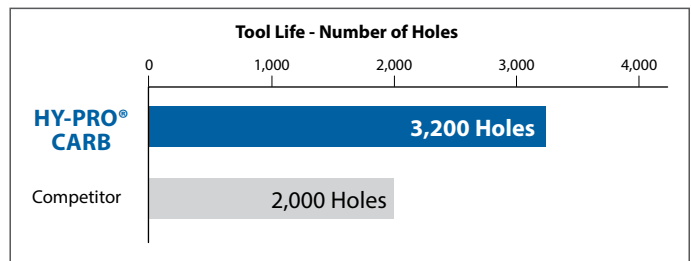 Tool Life - Number of Holes
0 1,000 2,000 3,000 4,000
HY-PRO®
CARB
3,200 Holes
Competitor
2,000 Holes